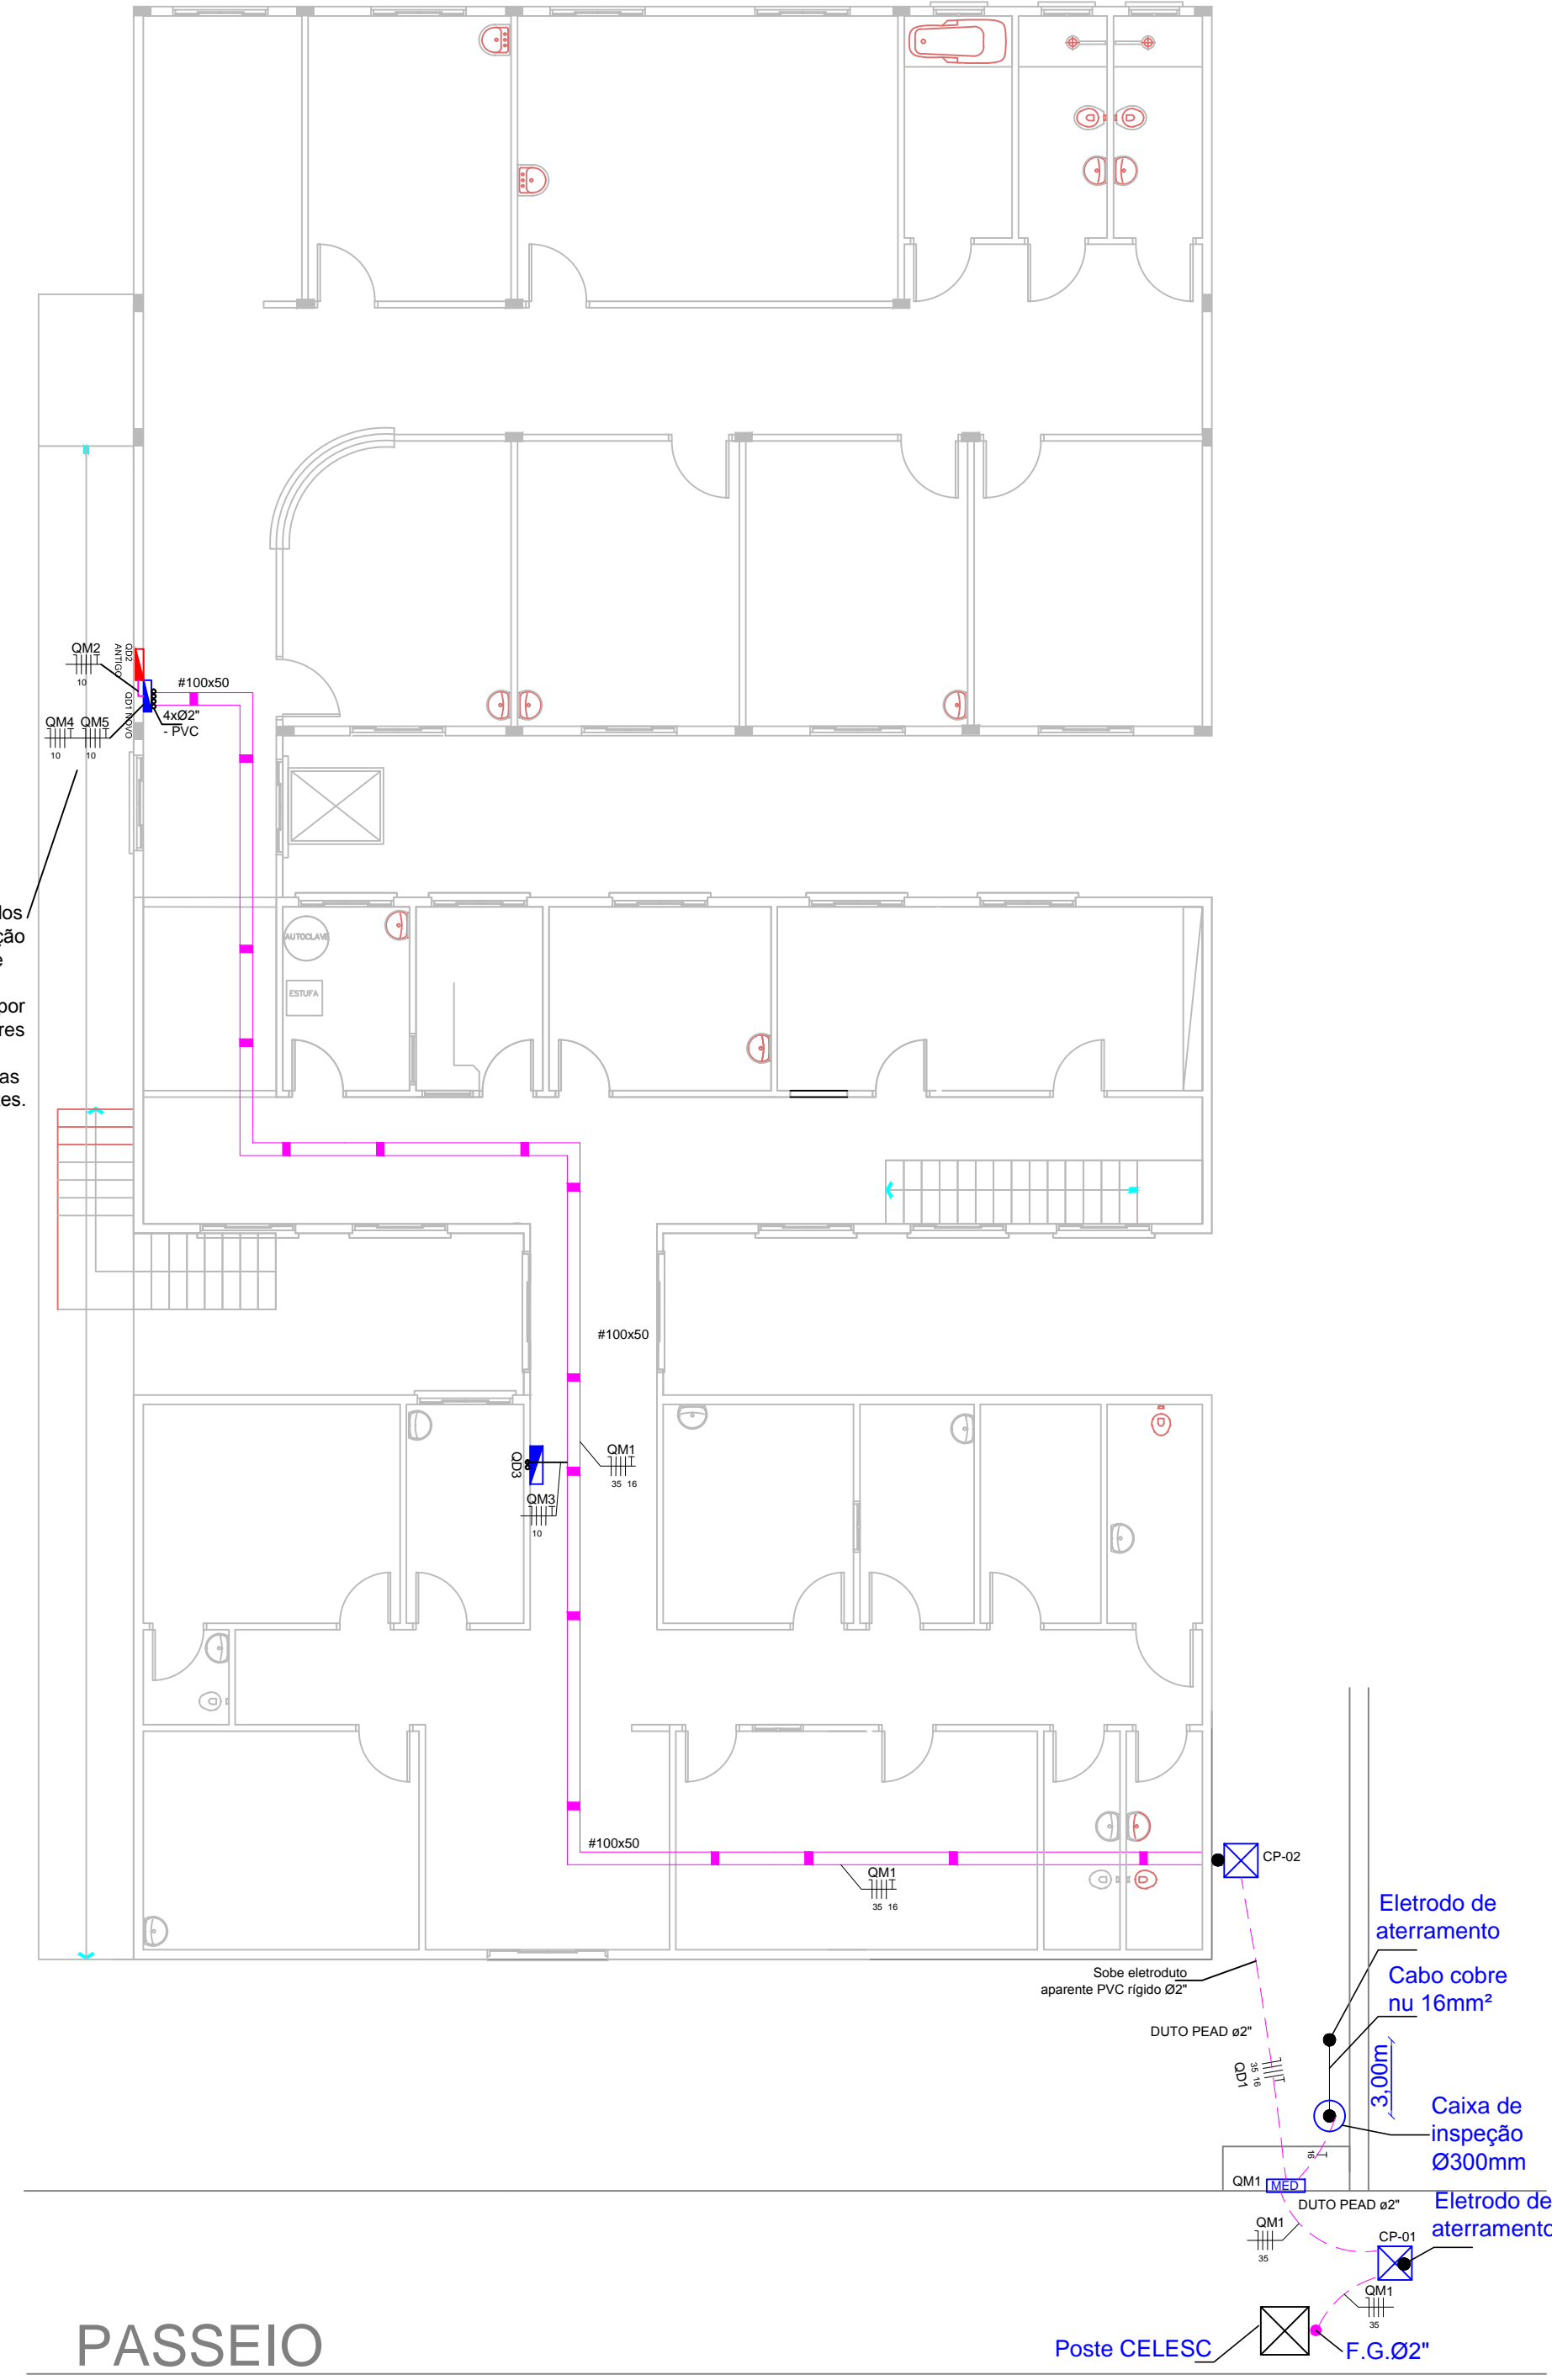 QM2
10
QD2
ANTIGO
#100x50
QD1 NOVO
4xØ2"
- PVC
QM4 QM5
10 10
AUTOCLAVE
ESTUFA
#100x50
QD3
QM1
35 16
QM3
10
#100x50
QM1
35 16
CP-02
Eletrodo de
aterramento
Sobe eletroduto
aparente PVC rígido Ø2"
Cabo cobre
nu 16mm²
DUTO PEAD ø2"
QD1
35 16
3,00m
Caixa de
inspeção
Ø300mm
16
QM1 MED
DUTO PEAD ø2"
Eletrodo de
aterramento
QM1
35
CP-01
QM1
35
Poste CELESC
F.G.Ø2"
PASSEIO